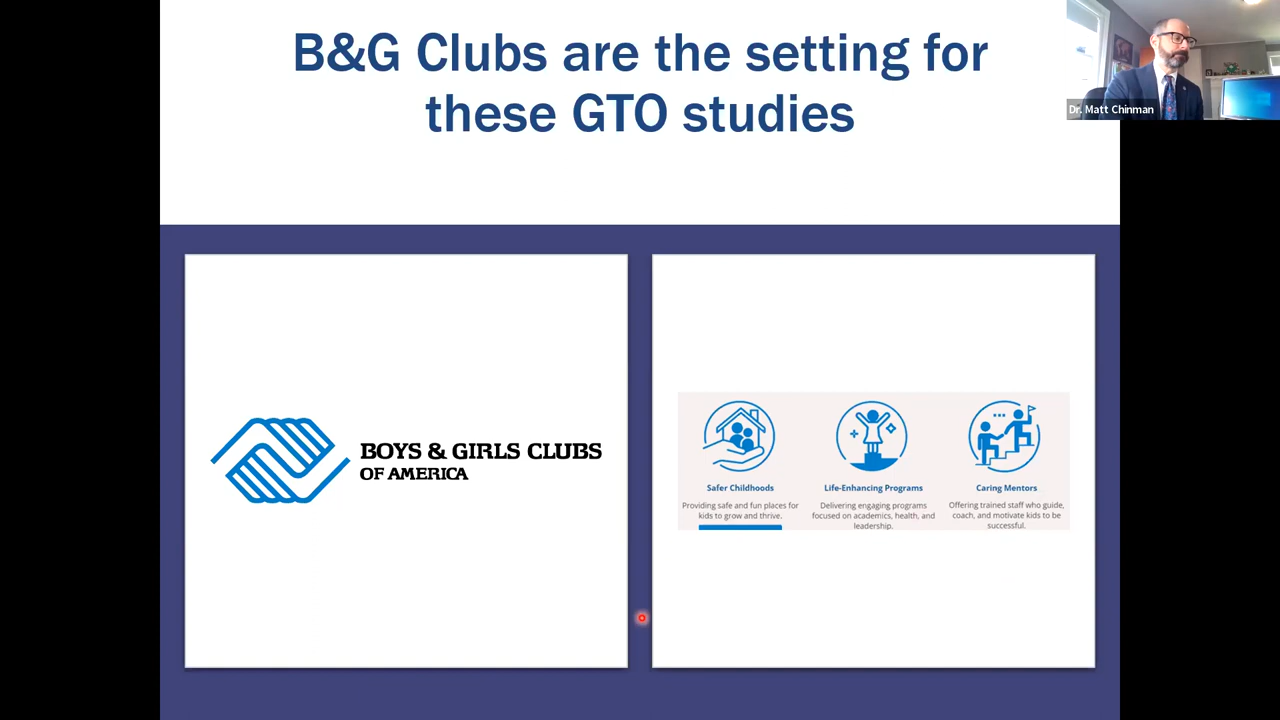 B&G Clubs are the setting for
these GTO studies
Dr. Matt Chinman
BOYS & GIRLS CLUBS
OF AMERICA
Safer Childhoods
Providing safe and fun places for
kids to grow and thrive.
Life-Enhancing Programs
Delivering engaging programs
focused on academics, health, and
leadership.
Caring Mentors
Offering trained staff who guide,
coach, and motivate kids to be
successful.